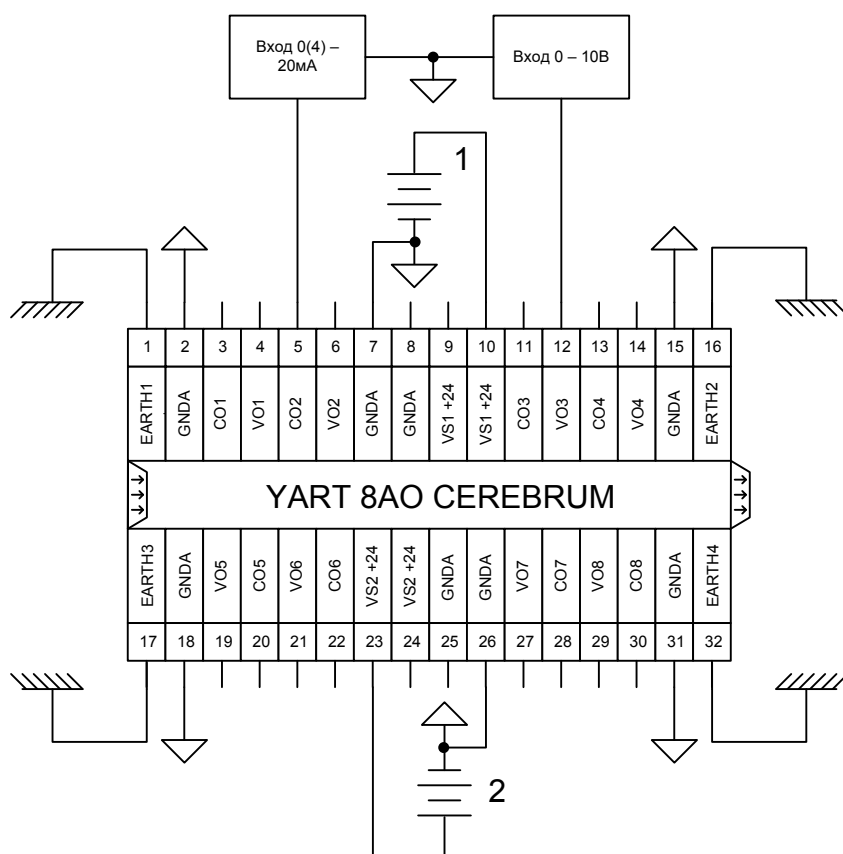 Вход 0(4) –
20мА
Вход 0 – 10В
1
1 2 3 4 5 6 7 8 9 10 11 12 13 14 15 16
EARTH1 GNDA CO1 VO1 CO2 VO2 GNDA GNDA VS1 +24 VS1 +24 CO3 VO3 CO4 VO4 GNDA EARTH2
YART 8AO CEREBRUM
EARTH3 GNDA VO5 CO5 VO6 CO6 VS2 +24 VS2 +24 GNDA GNDA VO7 CO7 VO8 CO8 GNDA EARTH4
17 18 19 20 21 22 23 24 25 26 27 28 29 30 31 32
2